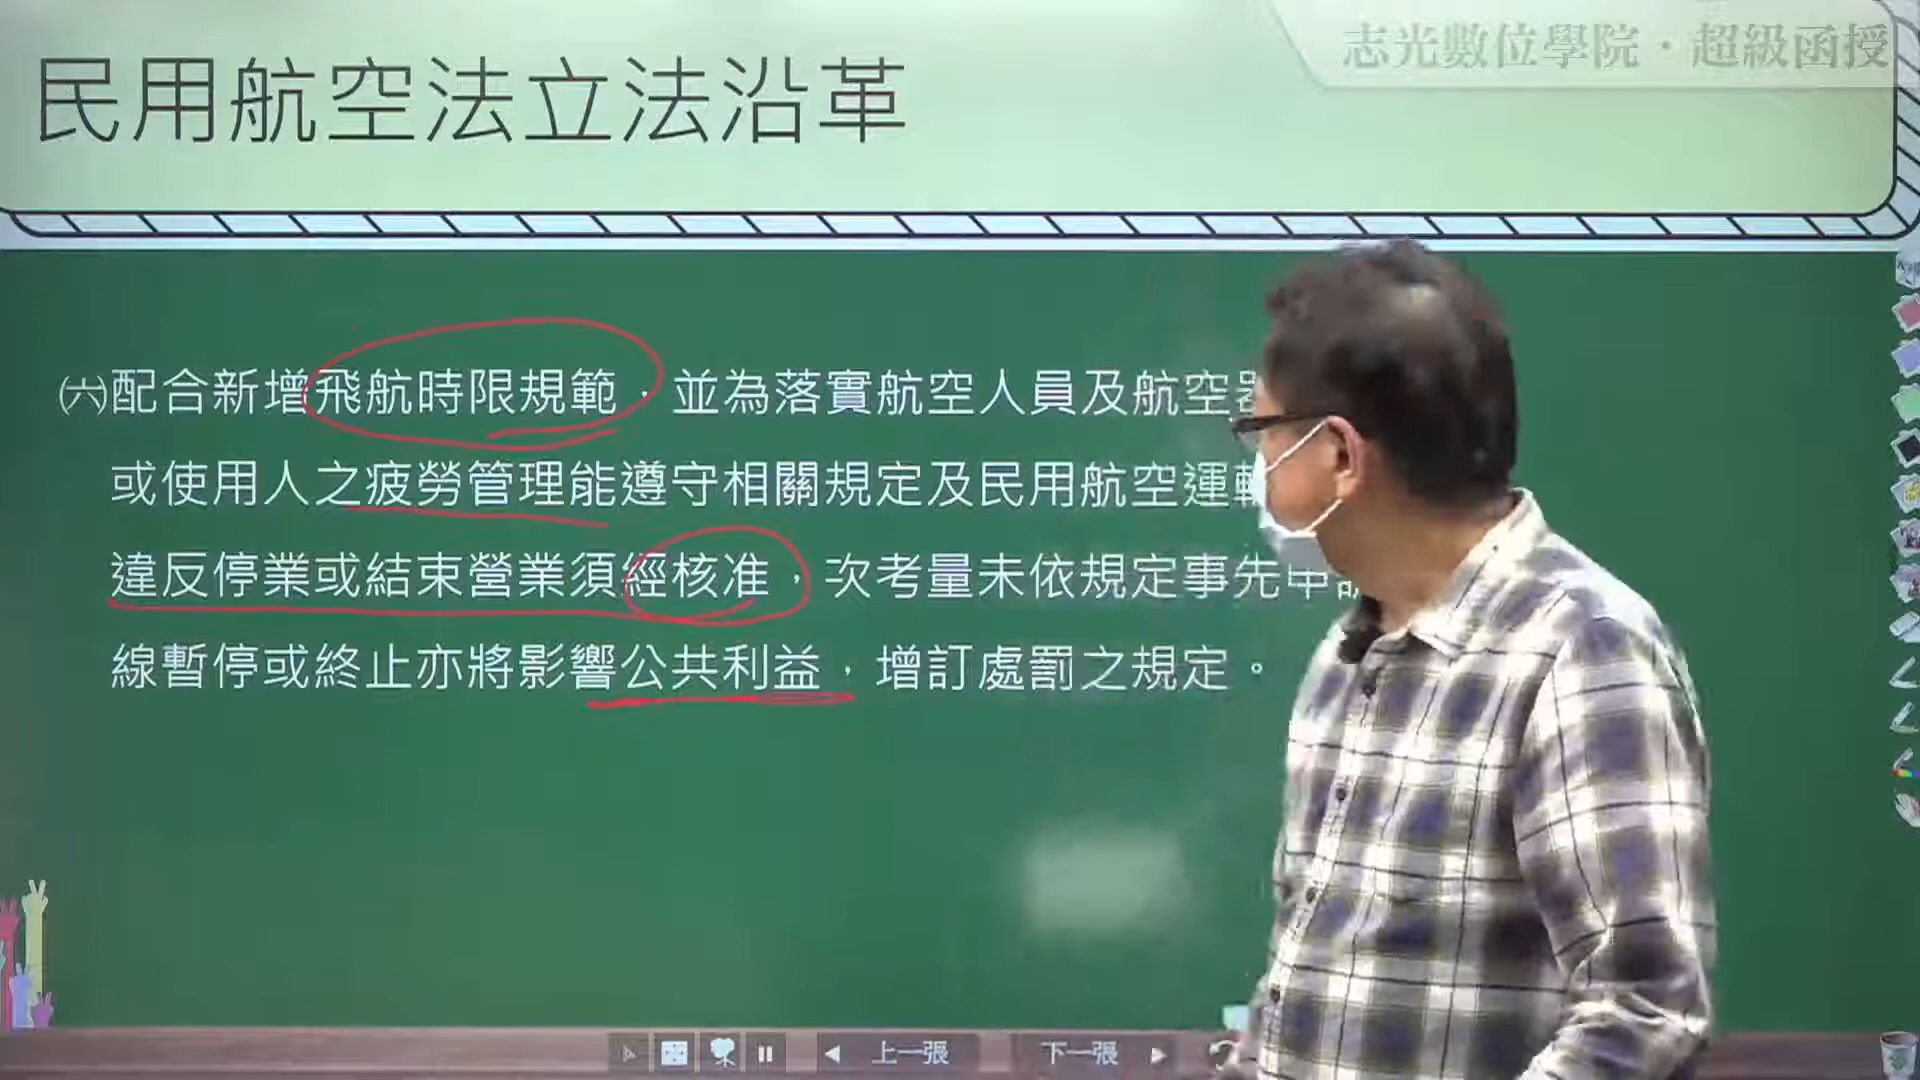 志光數位學院・超級函授
民用航空法立法沿革
㈥配合新增飛航時限規範，並為落實航空人員及航空器
或使用人之疲勞管理能遵守相關規定及民用航空運輸
違反停業或結束營業須經核准，次考量未依規定事先申請
線暫停或終止亦將影響公共利益，增訂處罰之規定。
上一張
下一張